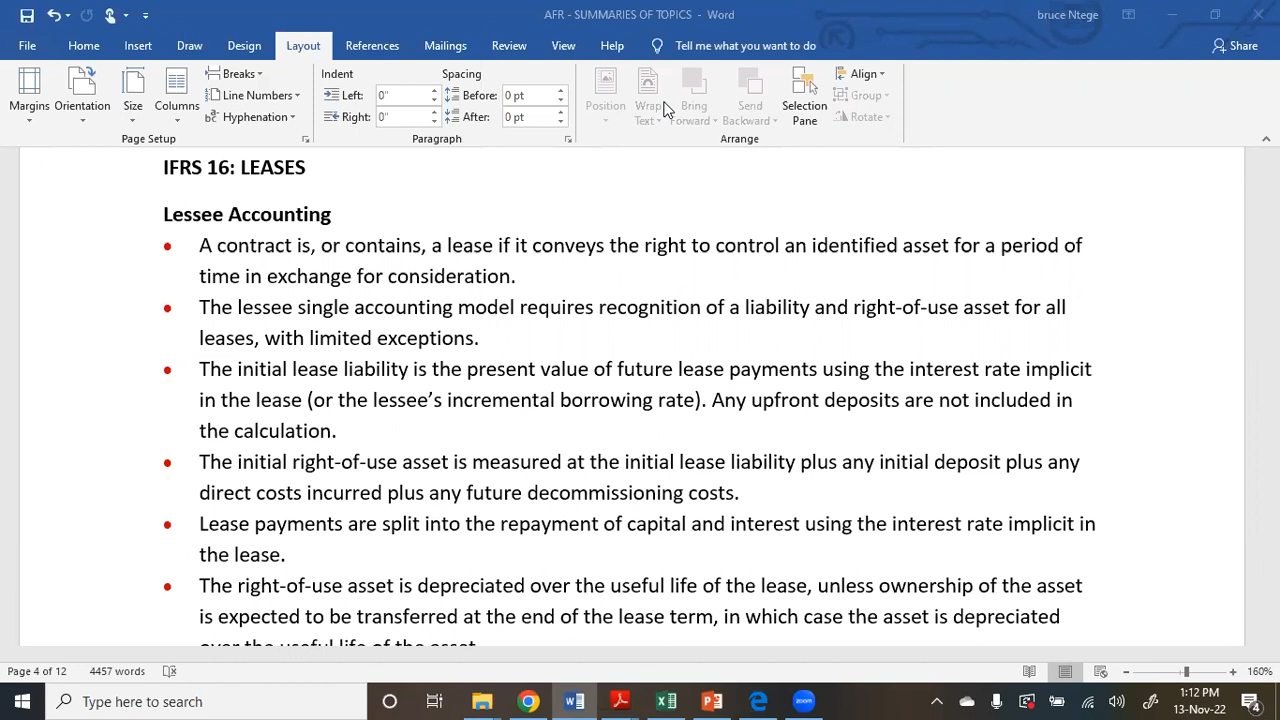 AFR - SUMMARIES OF TOPICS - Word
bruce Ntege
File Home Insert Draw Design Layout References Mailings Review View Help Tell me what you want to do Share
Margins
Orientation
Size
Columns
Breaks
Line Numbers
Hyphenation
Page Setup
Indent
Left: 0"
Right: 0"
Spacing
Before: 0 pt
After: 0 pt
Paragraph
Position
Wrap
Text
Bring
Forward
Send
Backward
Selection
Pane
Align
Group
Rotate
Arrange
IFRS 16: LEASES
Lessee Accounting
• A contract is, or contains, a lease if it conveys the right to control an identified asset for a period of
time in exchange for consideration.
• The lessee single accounting model requires recognition of a liability and right-of-use asset for all
leases, with limited exceptions.
• The initial lease liability is the present value of future lease payments using the interest rate implicit
in the lease (or the lessee’s incremental borrowing rate). Any upfront deposits are not included in
the calculation.
• The initial right-of-use asset is measured at the initial lease liability plus any initial deposit plus any
direct costs incurred plus any future decommissioning costs.
• Lease payments are split into the repayment of capital and interest using the interest rate implicit in
the lease.
• The right-of-use asset is depreciated over the useful life of the lease, unless ownership of the asset
is expected to be transferred at the end of the lease term, in which case the asset is depreciated
over the useful life of the asset
Page 4 of 12 4457 words 160%
Type here to search
zoom
1:12 PM
13-Nov-22
4